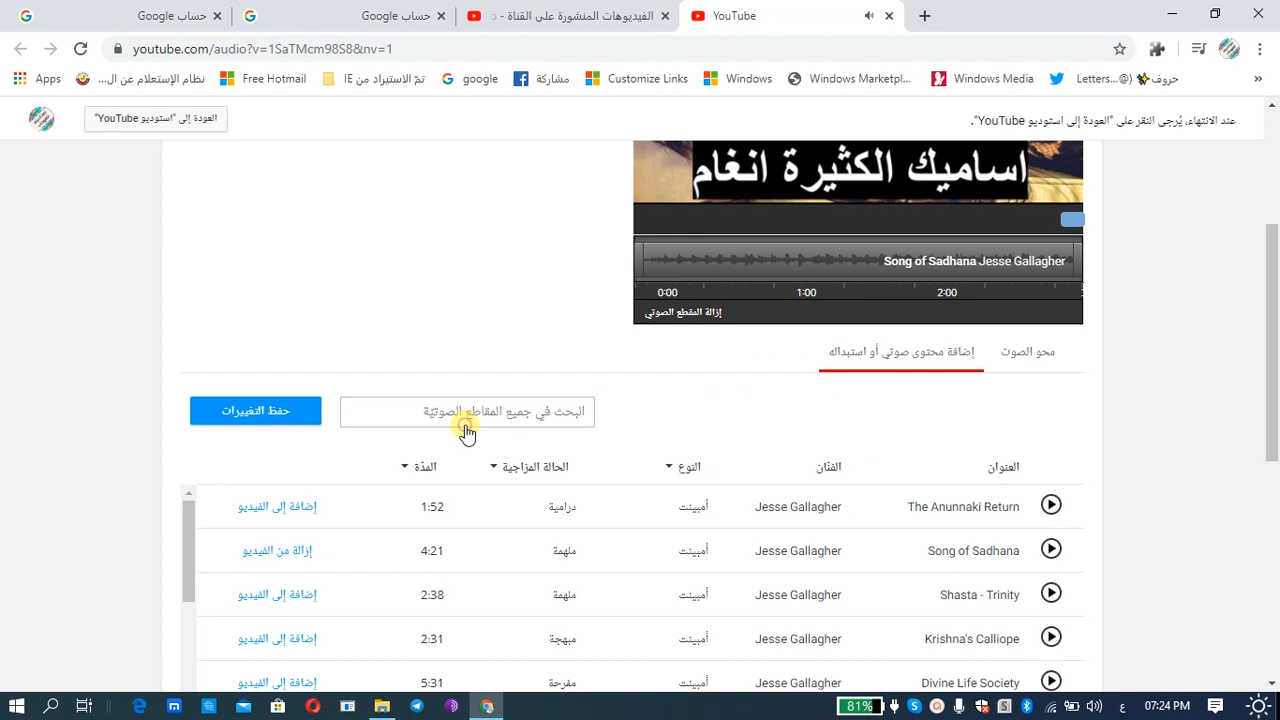 حساب Google
حساب Google
الفيديوهات المنشورة على القناة - o
YouTube
youtube.com/audio?v=1SaTMcm98S8&nv=1
Apps
نظام الإستعلام عن ال...
Free Hotmail
تمّ الاستيراد من IE
google
مشاركة
Customize Links
Windows
Windows Marketpl...
Windows Media
Letters...(@حروف
عند الانتهاء، يُرجى النقر على "العودة إلى استوديو YouTube".
العودة إلى "استوديو YouTube"
اساميك الكثيرة انغام
Song of Sadhana Jesse Gallagher
0:00 1:00 2:00
إزالة المقطع الصوتي
محو الصوت
إضافة محتوى صوتي أو استبداله
البحث في جميع المقاطع الصوتيّة
حفظ التغييرات
العنوان الفنّان النوع الحالة المزاجية المدّة
The Anunnaki Return Jesse Gallagher أمبينت درامية 1:52 إضافة إلى الفيديو
Song of Sadhana Jesse Gallagher أمبينت ملهمة 4:21 إزالة من الفيديو
Shasta - Trinity Jesse Gallagher أمبينت ملهمة 2:38 إضافة إلى الفيديو
Krishna's Calliope Jesse Gallagher أمبينت مبهجة 2:31 إضافة إلى الفيديو
Divine Life Society Jesse Gallagher أمبينت مفرحة 5:31 إضافة إلى الفيديو
81%
ع
07:24 PM